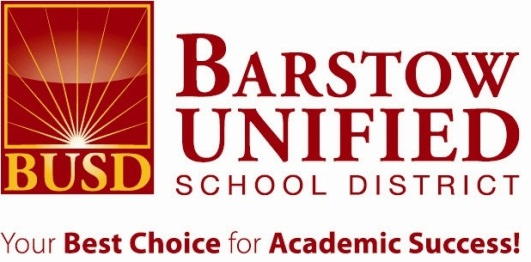 BUSD
BARSTOW
UNIFIED
SCHOOL DISTRICT
Your Best Choice for Academic Success!